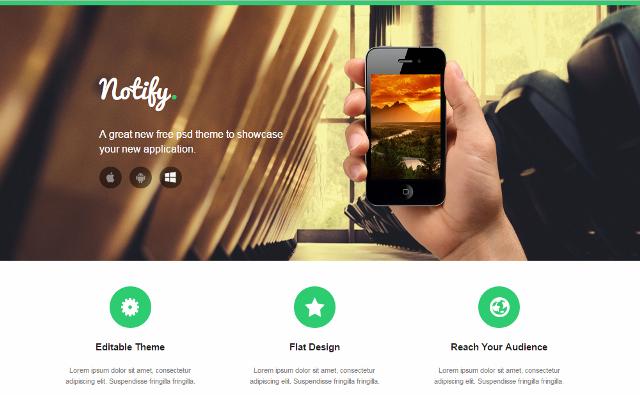 Notify.
A great new free psd theme to showcase
your new application.
Editable Theme
Flat Design
Reach Your Audience
Lorem ipsum dolor sit amet, consectetur
adipiscing elit. Suspendisse fringilla fringilla.
Lorem ipsum dolor sit amet, consectetur
adipiscing elit. Suspendisse fringilla fringilla.
Lorem ipsum dolor sit amet, consectetur
adipiscing elit. Suspendisse fringilla fringilla.